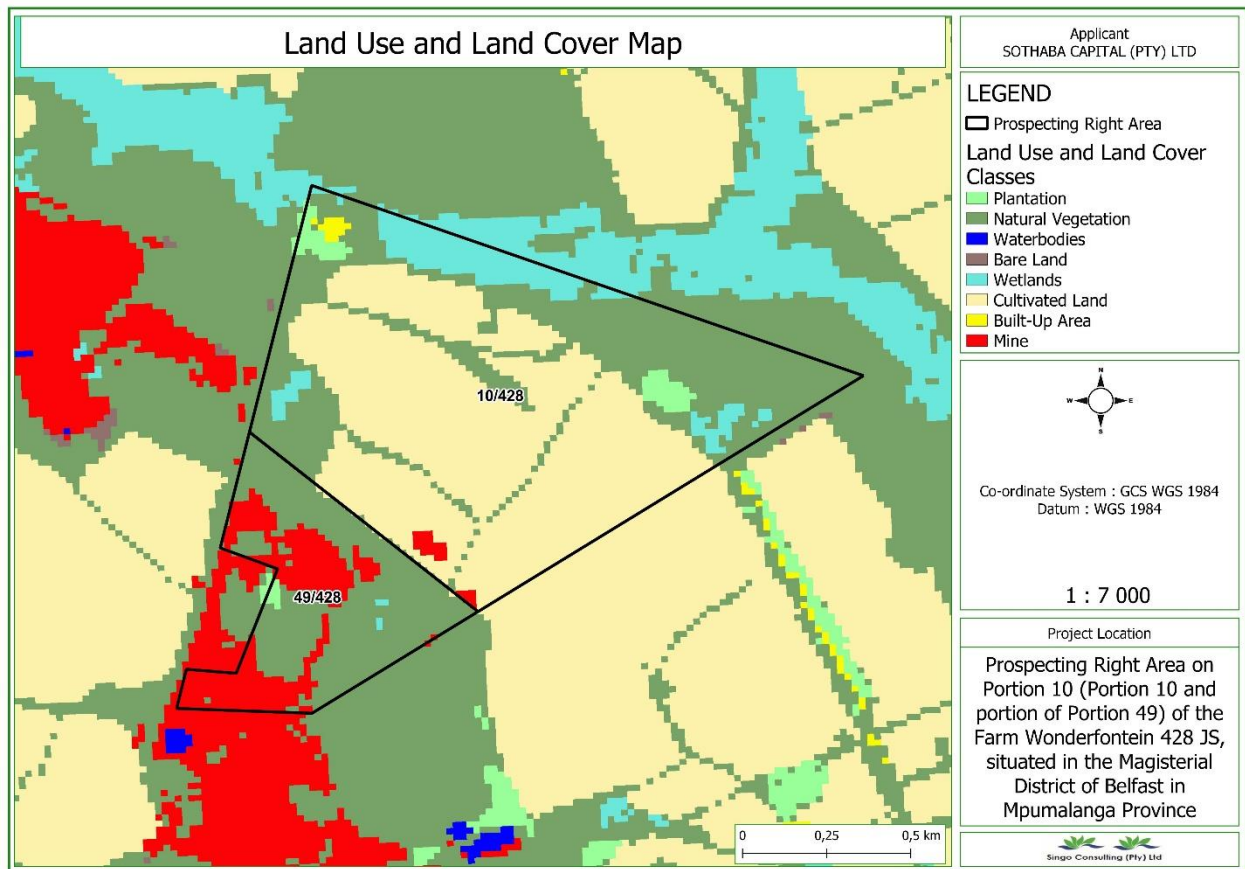 Land Use and Land Cover Map
10/428
49/428
0 0,25 0,5 km
Applicant
SOTHABA CAPITAL (PTY) LTD
LEGEND
Prospecting Right Area
Land Use and Land Cover
Classes
Plantation
Natural Vegetation
Waterbodies
Bare Land
Wetlands
Cultivated Land
Built-Up Area
Mine
N
W E
S
Co-ordinate System : GCS WGS 1984
Datum : WGS 1984
1 : 7 000
Project Location
Prospecting Right Area on
Portion 10 (Portion 10 and
portion of Portion 49) of the
Farm Wonderfontein 428 JS,
situated in the Magisterial
District of Belfast in
Mpumalanga Province
Singo Consulting (Pty) Ltd